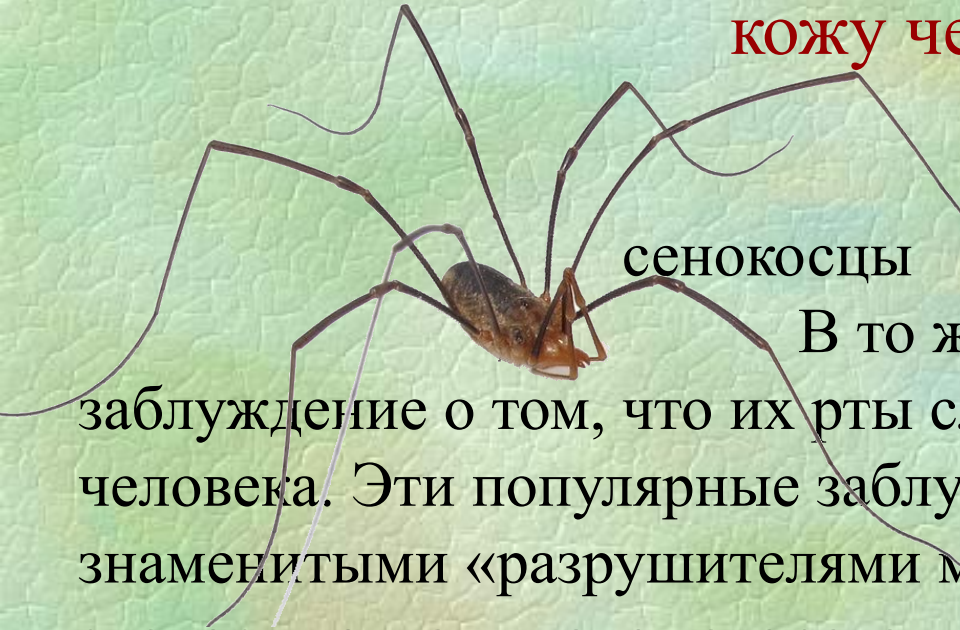 кожу че
сенокосцы
В то ж
заблуждение о том, что их рты с
человека. Эти популярные заблу
знаменитыми «разрушителями м